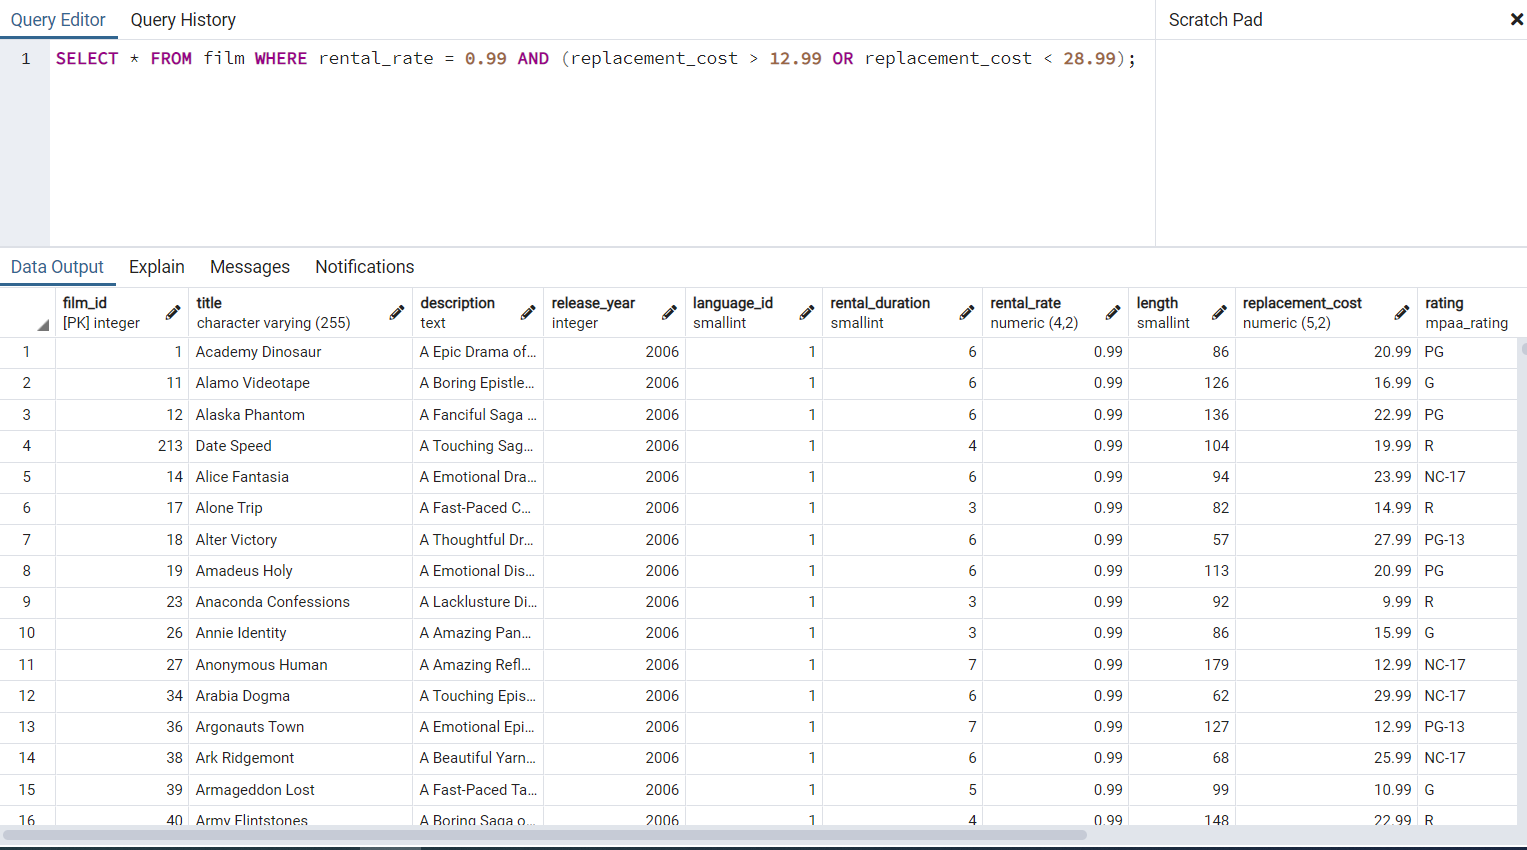 Query Editor Query History Scratch Pad
1 SELECT * FROM film WHERE rental_rate = 0.99 AND (replacement_cost > 12.99 OR replacement_cost < 28.99);
Data Output Explain Messages Notifications
film_id title description release_year language_id rental_duration rental_rate length replacement_cost rating
[PK] integer character varying (255) text integer smallint smallint numeric (4,2) smallint numeric (5,2) mpaa_rating
1 1 Academy Dinosaur A Epic Drama of... 2006 1 6 0.99 86 20.99 PG
2 11 Alamo Videotape A Boring Epistle... 2006 1 6 0.99 126 16.99 G
3 12 Alaska Phantom A Fanciful Saga ... 2006 1 6 0.99 136 22.99 PG
4 213 Date Speed A Touching Sag... 2006 1 4 0.99 104 19.99 R
5 14 Alice Fantasia A Emotional Dra... 2006 1 6 0.99 94 23.99 NC-17
6 17 Alone Trip A Fast-Paced C... 2006 1 3 0.99 82 14.99 R
7 18 Alter Victory A Thoughtful Dr... 2006 1 6 0.99 57 27.99 PG-13
8 19 Amadeus Holy A Emotional Dis... 2006 1 6 0.99 113 20.99 PG
9 23 Anaconda Confessions A Lacklusture Di... 2006 1 3 0.99 92 9.99 R
10 26 Annie Identity A Amazing Pan... 2006 1 3 0.99 86 15.99 G
11 27 Anonymous Human A Amazing Refl... 2006 1 7 0.99 179 12.99 NC-17
12 34 Arabia Dogma A Touching Epis... 2006 1 6 0.99 62 29.99 NC-17
13 36 Argonauts Town A Emotional Epi... 2006 1 7 0.99 127 12.99 PG-13
14 38 Ark Ridgemont A Beautiful Yarn... 2006 1 6 0.99 68 25.99 NC-17
15 39 Armageddon Lost A Fast-Paced Ta... 2006 1 5 0.99 99 10.99 G
16 40 Army Flintstones A Boring Saga o... 2006 1 4 0.99 148 22.99 R